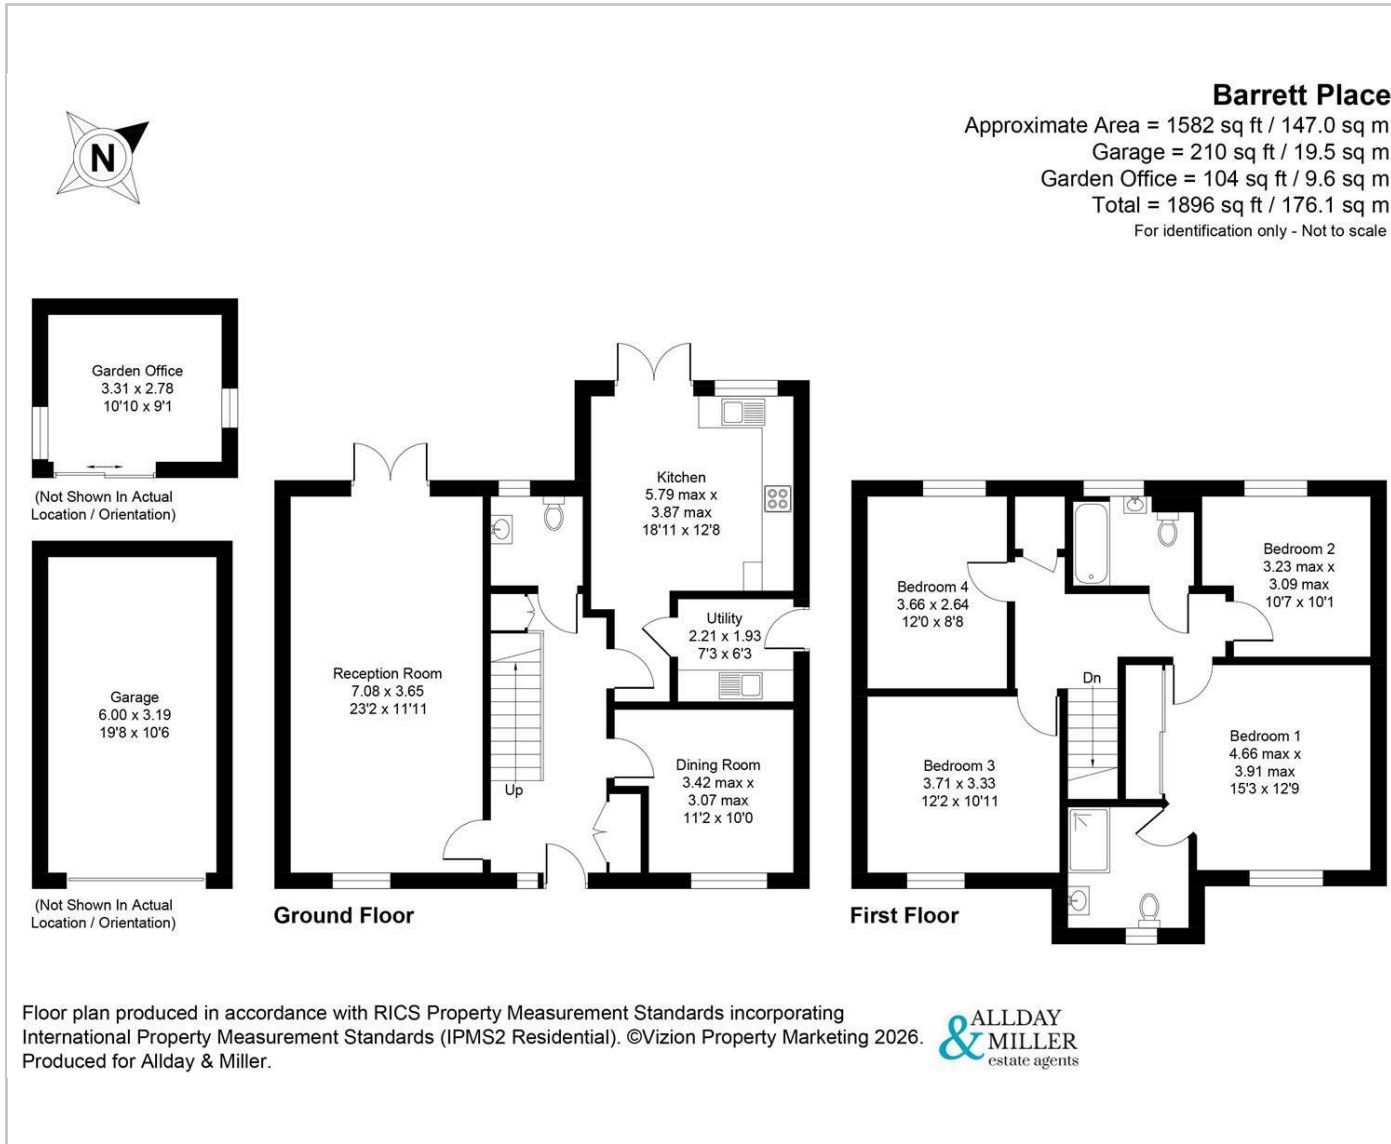 N
Barrett Place
Approximate Area = 1582 sq ft / 147.0 sq m
Garage = 210 sq ft / 19.5 sq m
Garden Office = 104 sq ft / 9.6 sq m
Total = 1896 sq ft / 176.1 sq m
For identification only - Not to scale
Garden Office
3.31 x 2.78
10'10 x 9'1
(Not Shown In Actual
Location / Orientation)
Garage
6.00 x 3.19
19'8 x 10'6
(Not Shown In Actual
Location / Orientation)
Reception Room
7.08 x 3.65
23'2 x 11'11
Kitchen
5.79 max x
3.87 max
18'11 x 12'8
Utility
2.21 x 1.93
7'3 x 6'3
Up
Dining Room
3.42 max x
3.07 max
11'2 x 10'0
Ground Floor
Bedroom 4
3.66 x 2.64
12'0 x 8'8
Bedroom 2
3.23 max x
3.09 max
10'7 x 10'1
Dn
Bedroom 3
3.71 x 3.33
12'2 x 10'11
Bedroom 1
4.66 max x
3.91 max
15'3 x 12'9
First Floor
Floor plan produced in accordance with RICS Property Measurement Standards incorporating
International Property Measurement Standards (IPMS2 Residential). ©Vizion Property Marketing 2026.
Produced for Allday & Miller.
ALLDAY
& MILLER
estate agents